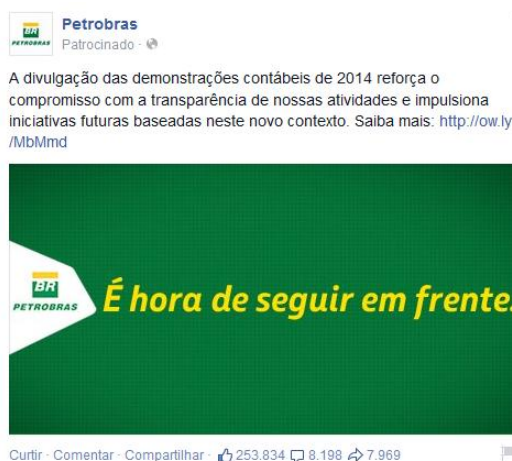 BR
PETROBRAS
Petrobras
Patrocinado ·
A divulgação das demonstrações contábeis de 2014 reforça o
compromisso com a transparência de nossas atividades e impulsiona
iniciativas futuras baseadas neste novo contexto. Saiba mais: http://ow.ly
/MbMmd
BR
PETROBRAS
É hora de seguir em frente.
Curtir · Comentar · Compartilhar · 253.834 8.198 7.969